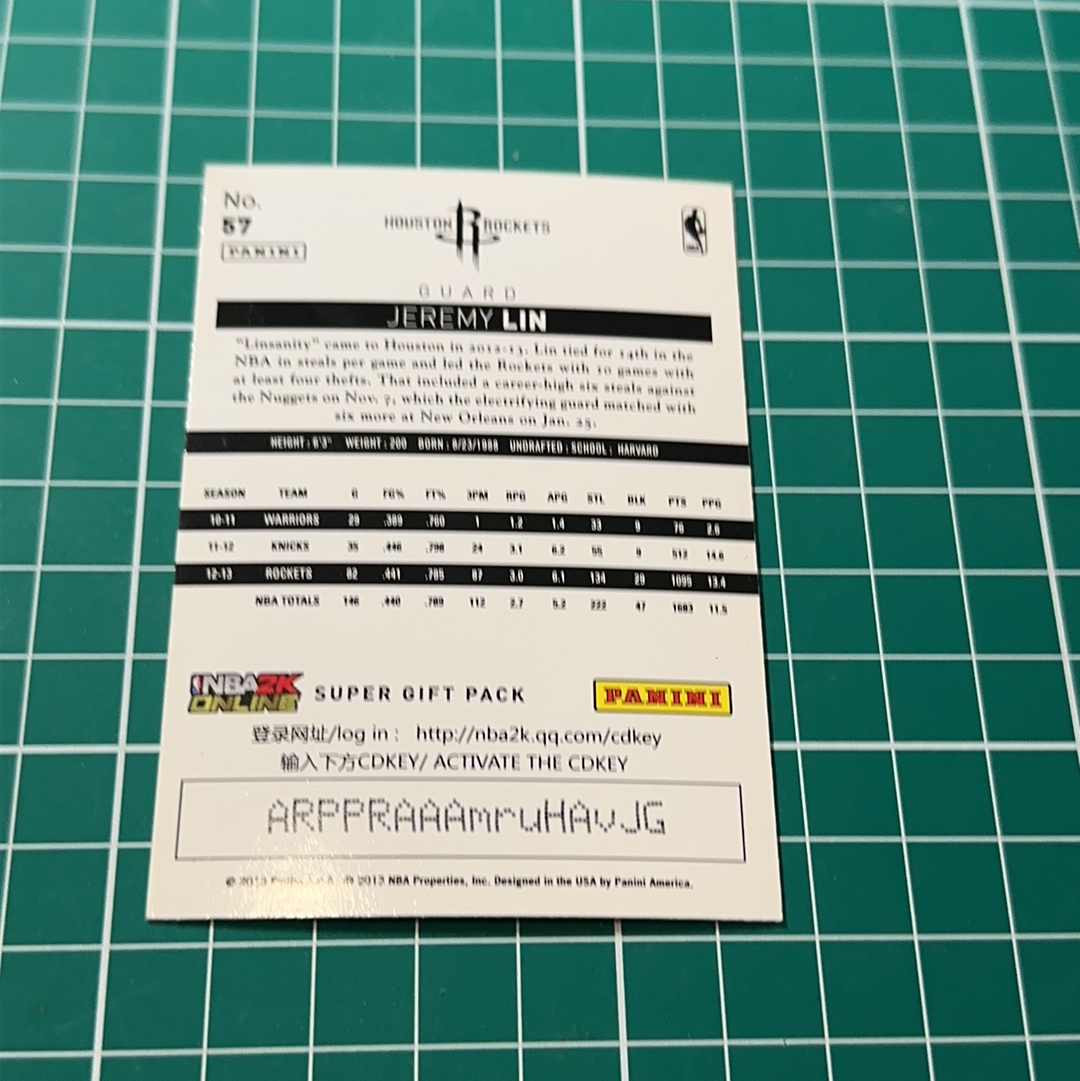 No.
57
PANINI
HOUSTON ROCKETS
GUARD
JEREMY LIN
"Linsanity" came to Houston in 2012-13. Lin tied for 14th in the
NBA in steals per game and led the Rockets with 10 games with
at least four thefts. That included a career-high six steals against
the Nuggets on Nov. 7, which the electrifying guard matched with
six more at New Orleans on Jan. 25.
HEIGHT: 6'3" WEIGHT: 200 BORN: 8/23/1988 UNDRAFTED: SCHOOL: HARVARD
SEASON TEAM G FG% FT% 3PM RPG APG STL BLK PTS PPG
10-11 WARRIORS 29 .389 .760 1 1.2 1.4 33 9 76 2.6
11-12 KNICKS 35 .446 .798 24 3.1 6.2 55 9 512 14.6
12-13 ROCKETS 82 .441 .785 87 3.0 6.1 134 29 1095 13.4
NBA TOTALS 146 .440 .789 112 2.7 5.2 222 47 1683 11.5
NBA2K
ONLINE SUPER GIFT PACK PANINI
登录网址/log in： http://nba2k.qq.com/cdkey
输入下方CDKEY/ ACTIVATE THE CDKEY
ARPPRAAAmruHAvJG
© 2013 NBA Properties, Inc. Designed in the USA by Panini America.